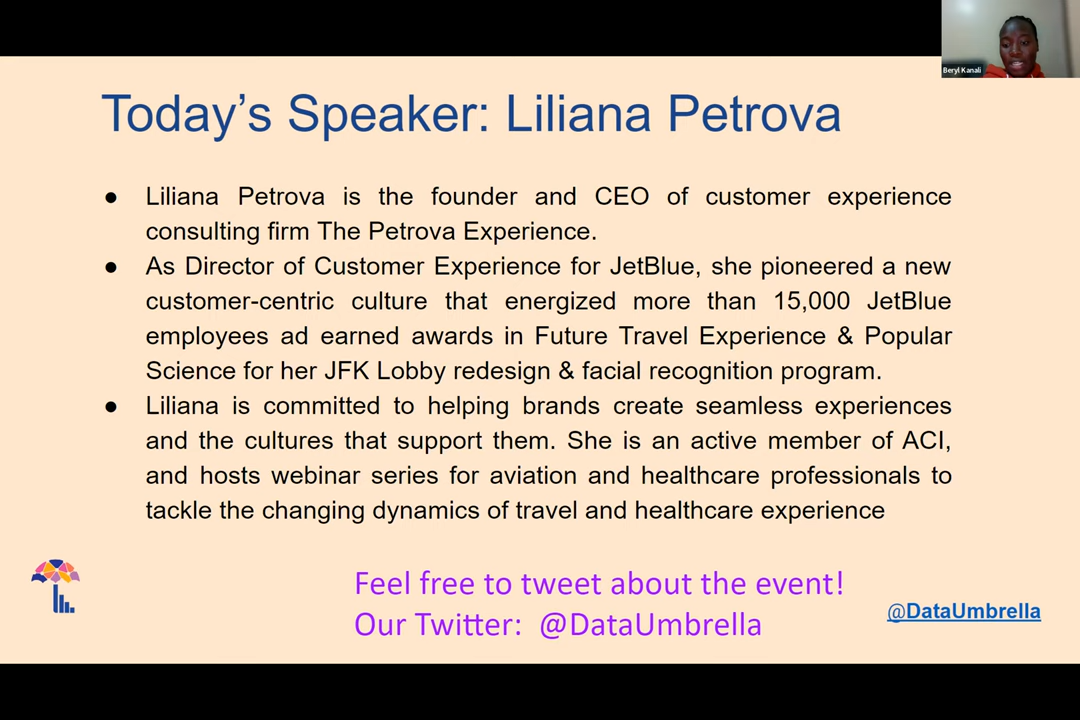 Beryl Kanali
Today's Speaker: Liliana Petrova
● Liliana Petrova is the founder and CEO of customer experience
consulting firm The Petrova Experience.
● As Director of Customer Experience for JetBlue, she pioneered a new
customer-centric culture that energized more than 15,000 JetBlue
employees ad earned awards in Future Travel Experience & Popular
Science for her JFK Lobby redesign & facial recognition program.
● Liliana is committed to helping brands create seamless experiences
and the cultures that support them. She is an active member of ACI,
and hosts webinar series for aviation and healthcare professionals to
tackle the changing dynamics of travel and healthcare experience
Feel free to tweet about the event!
Our Twitter: @DataUmbrella
@DataUmbrella